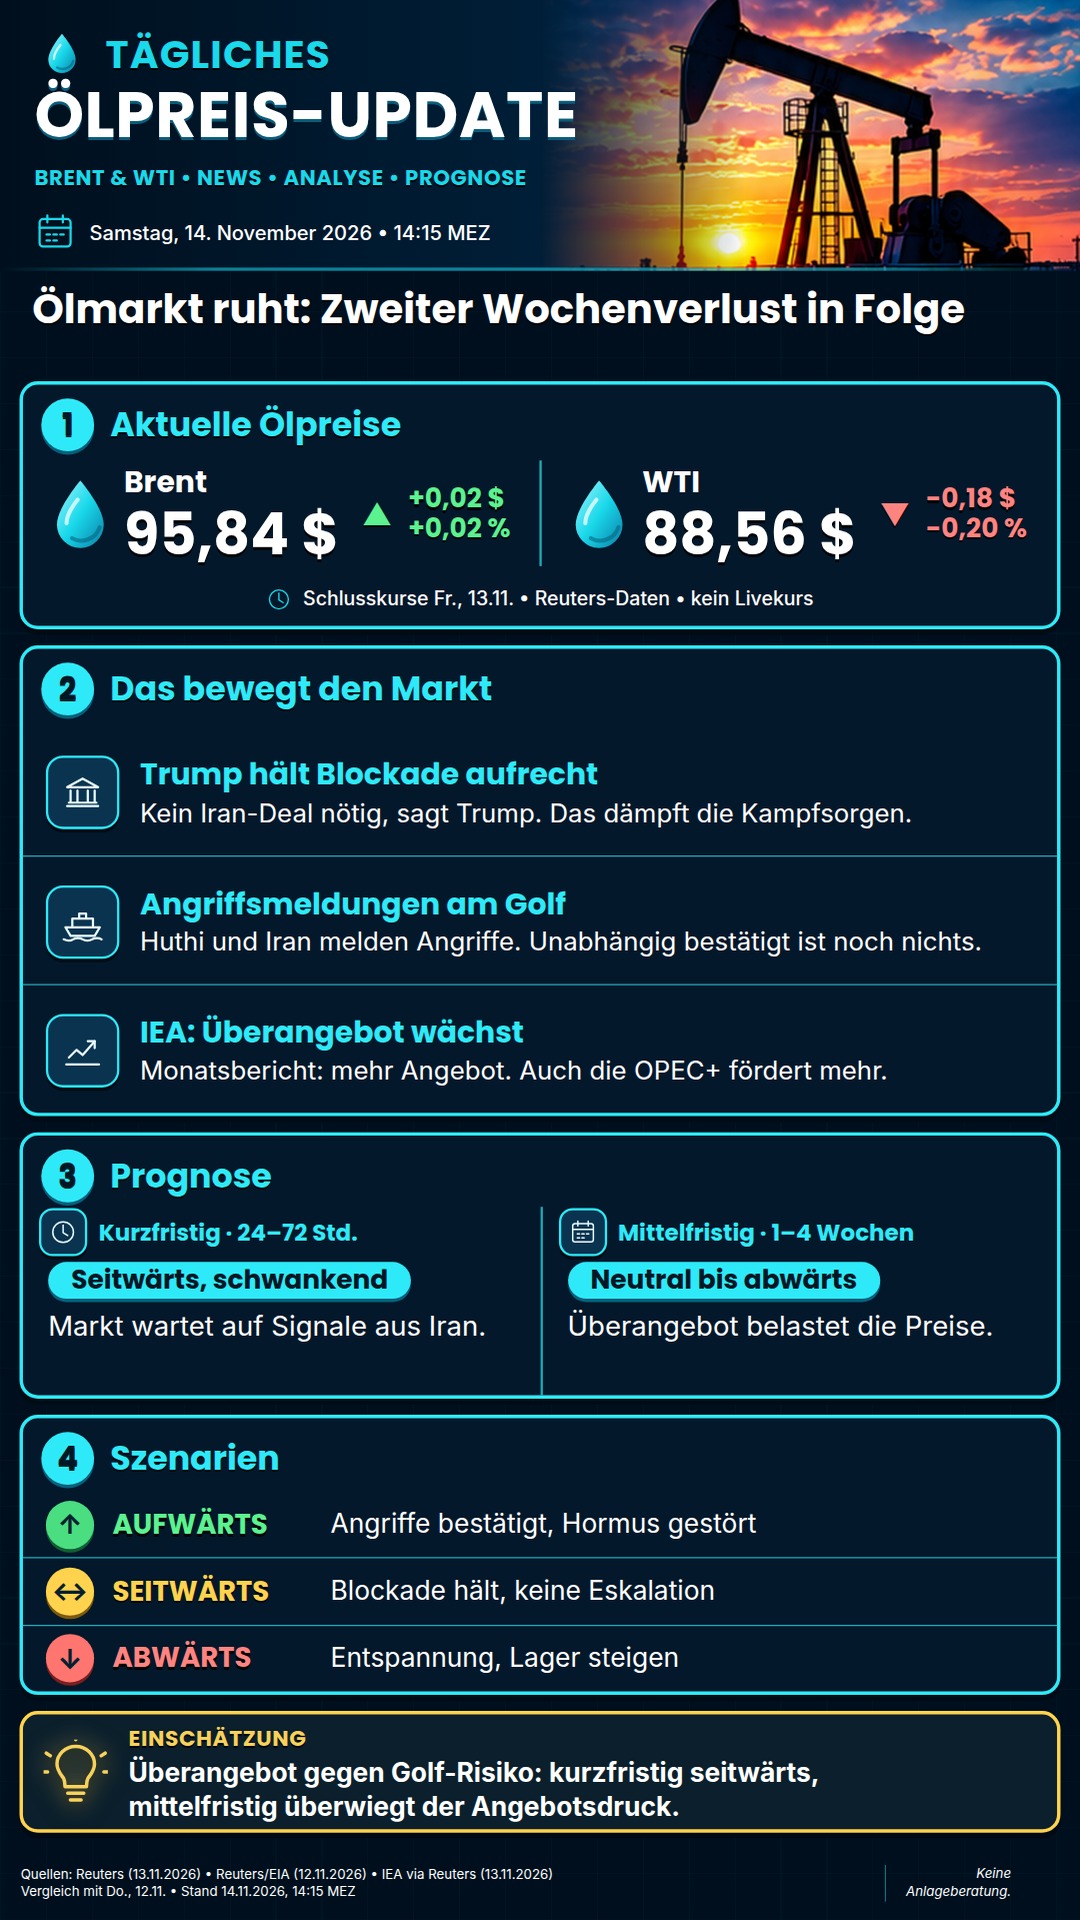 TÄGLICHES
ÖLPREIS-UPDATE
BRENT & WTI • NEWS • ANALYSE • PROGNOSE
Samstag, 14. November 2026 • 14:15 MEZ
Ölmarkt ruht: Zweiter Wochenverlust in Folge
1 Aktuelle Ölpreise
Brent
95,84 $
+0,02 $
+0,02 %
WTI
88,56 $
−0,18 $
−0,20 %
Schlusskurse Fr., 13.11. • Reuters-Daten • kein Livekurs
2 Das bewegt den Markt
Trump hält Blockade aufrecht
Kein Iran-Deal nötig, sagt Trump. Das dämpft die Kampfsorgen.
Angriffsmeldungen am Golf
Huthi und Iran melden Angriffe. Unabhängig bestätigt ist noch nichts.
IEA: Überangebot wächst
Monatsbericht: mehr Angebot. Auch die OPEC+ fördert mehr.
3 Prognose
Kurzfristig · 24–72 Std.
Seitwärts, schwankend
Markt wartet auf Signale aus Iran.
Mittelfristig · 1–4 Wochen
Neutral bis abwärts
Überangebot belastet die Preise.
4 Szenarien
AUFWÄRTS Angriffe bestätigt, Hormus gestört
SEITWÄRTS Blockade hält, keine Eskalation
ABWÄRTS Entspannung, Lager steigen
EINSCHÄTZUNG
Überangebot gegen Golf-Risiko: kurzfristig seitwärts,
mittelfristig überwiegt der Angebotsdruck.
Quellen: Reuters (13.11.2026) • Reuters/EIA (12.11.2026) • IEA via Reuters (13.11.2026)
Vergleich mit Do., 12.11. • Stand 14.11.2026, 14:15 MEZ
Keine
Anlageberatung.